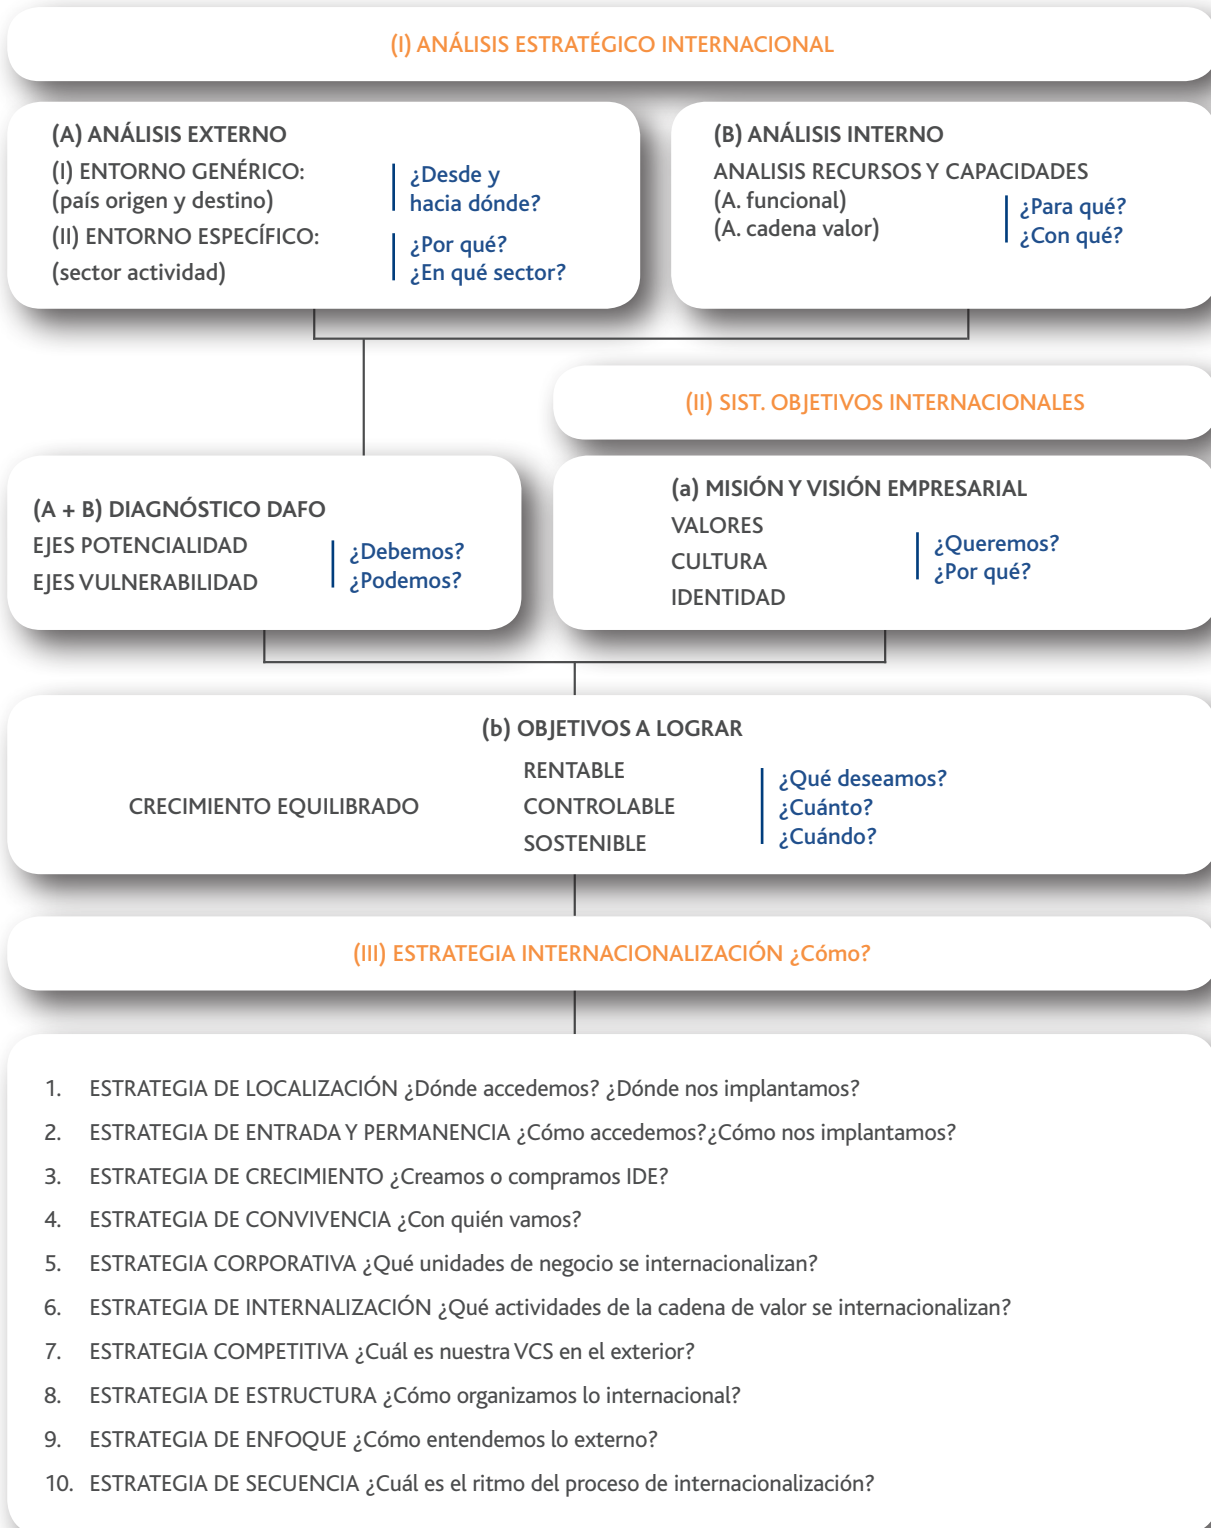 (I) ANÁLISIS ESTRATÉGICO INTERNACIONAL
(A) ANÁLISIS EXTERNO
(I) ENTORNO GENÉRICO:
(país origen y destino)
¿Desde y
hacia dónde?
(II) ENTORNO ESPECÍFICO:
(sector actividad)
¿Por qué?
¿En qué sector?
(B) ANÁLISIS INTERNO
ANALISIS RECURSOS Y CAPACIDADES
(A. funcional)
(A. cadena valor)
¿Para qué?
¿Con qué?
(II) SIST. OBJETIVOS INTERNACIONALES
(A + B) DIAGNÓSTICO DAFO
EJES POTENCIALIDAD
EJES VULNERABILIDAD
¿Debemos?
¿Podemos?
(a) MISIÓN Y VISIÓN EMPRESARIAL
VALORES
CULTURA
IDENTIDAD
¿Queremos?
¿Por qué?
(b) OBJETIVOS A LOGRAR
CRECIMIENTO EQUILIBRADO
RENTABLE
CONTROLABLE
SOSTENIBLE
¿Qué deseamos?
¿Cuánto?
¿Cuándo?
(III) ESTRATEGIA INTERNACIONALIZACIÓN ¿Cómo?
1. ESTRATEGIA DE LOCALIZACIÓN ¿Dónde accedemos? ¿Dónde nos implantamos?
2. ESTRATEGIA DE ENTRADA Y PERMANENCIA ¿Cómo accedemos?¿Cómo nos implantamos?
3. ESTRATEGIA DE CRECIMIENTO ¿Creamos o compramos IDE?
4. ESTRATEGIA DE CONVIVENCIA ¿Con quién vamos?
5. ESTRATEGIA CORPORATIVA ¿Qué unidades de negocio se internacionalizan?
6. ESTRATEGIA DE INTERNALIZACIÓN ¿Qué actividades de la cadena de valor se internacionalizan?
7. ESTRATEGIA COMPETITIVA ¿Cuál es nuestra VCS en el exterior?
8. ESTRATEGIA DE ESTRUCTURA ¿Cómo organizamos lo internacional?
9. ESTRATEGIA DE ENFOQUE ¿Cómo entendemos lo externo?
10. ESTRATEGIA DE SECUENCIA ¿Cuál es el ritmo del proceso de internacionalización?